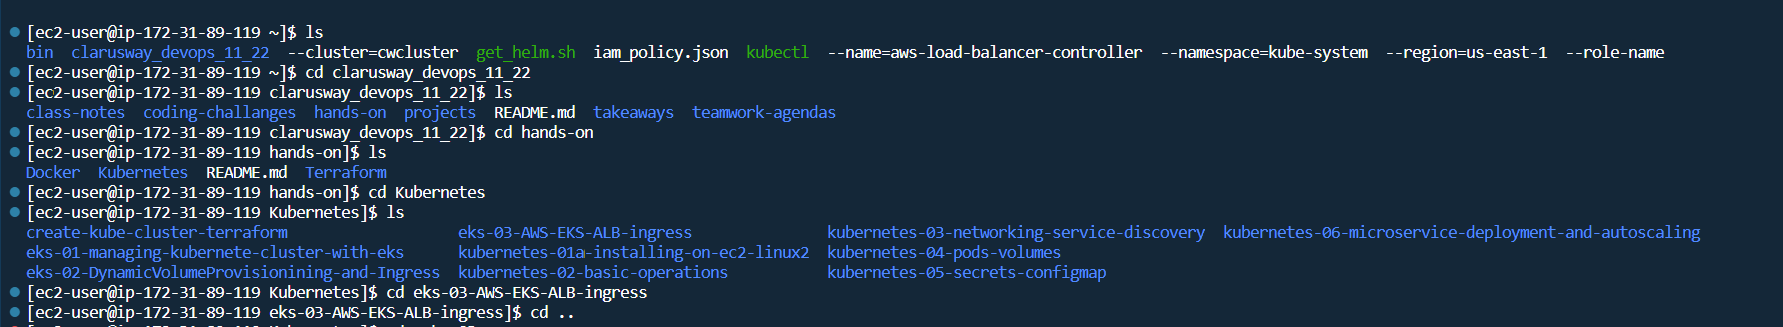 [ec2-user@ip-172-31-89-119 ~]$ ls
bin  clarusway_devops_11_22  --cluster=cwcluster  get_helm.sh  iam_policy.json  kubectl  --name=aws-load-balancer-controller  --namespace=kube-system  --region=us-east-1  --role-name
[ec2-user@ip-172-31-89-119 ~]$ cd clarusway_devops_11_22
[ec2-user@ip-172-31-89-119 clarusway_devops_11_22]$ ls
class-notes  coding-challanges  hands-on  projects  README.md  takeaways  teamwork-agendas
[ec2-user@ip-172-31-89-119 clarusway_devops_11_22]$ cd hands-on
[ec2-user@ip-172-31-89-119 hands-on]$ ls
Docker  Kubernetes  README.md  Terraform
[ec2-user@ip-172-31-89-119 hands-on]$ cd Kubernetes
[ec2-user@ip-172-31-89-119 Kubernetes]$ ls
create-kube-cluster-terraform  eks-03-AWS-EKS-ALB-ingress  kubernetes-03-networking-service-discovery  kubernetes-06-microservice-deployment-and-autoscaling
eks-01-managing-kubernete-cluster-with-eks  kubernetes-01a-installing-on-ec2-linux2  kubernetes-04-pods-volumes
eks-02-DynamicVolumeProvisionining-and-Ingress  kubernetes-02-basic-operations  kubernetes-05-secrets-configmap
[ec2-user@ip-172-31-89-119 Kubernetes]$ cd eks-03-AWS-EKS-ALB-ingress
[ec2-user@ip-172-31-89-119 eks-03-AWS-EKS-ALB-ingress]$ cd ..